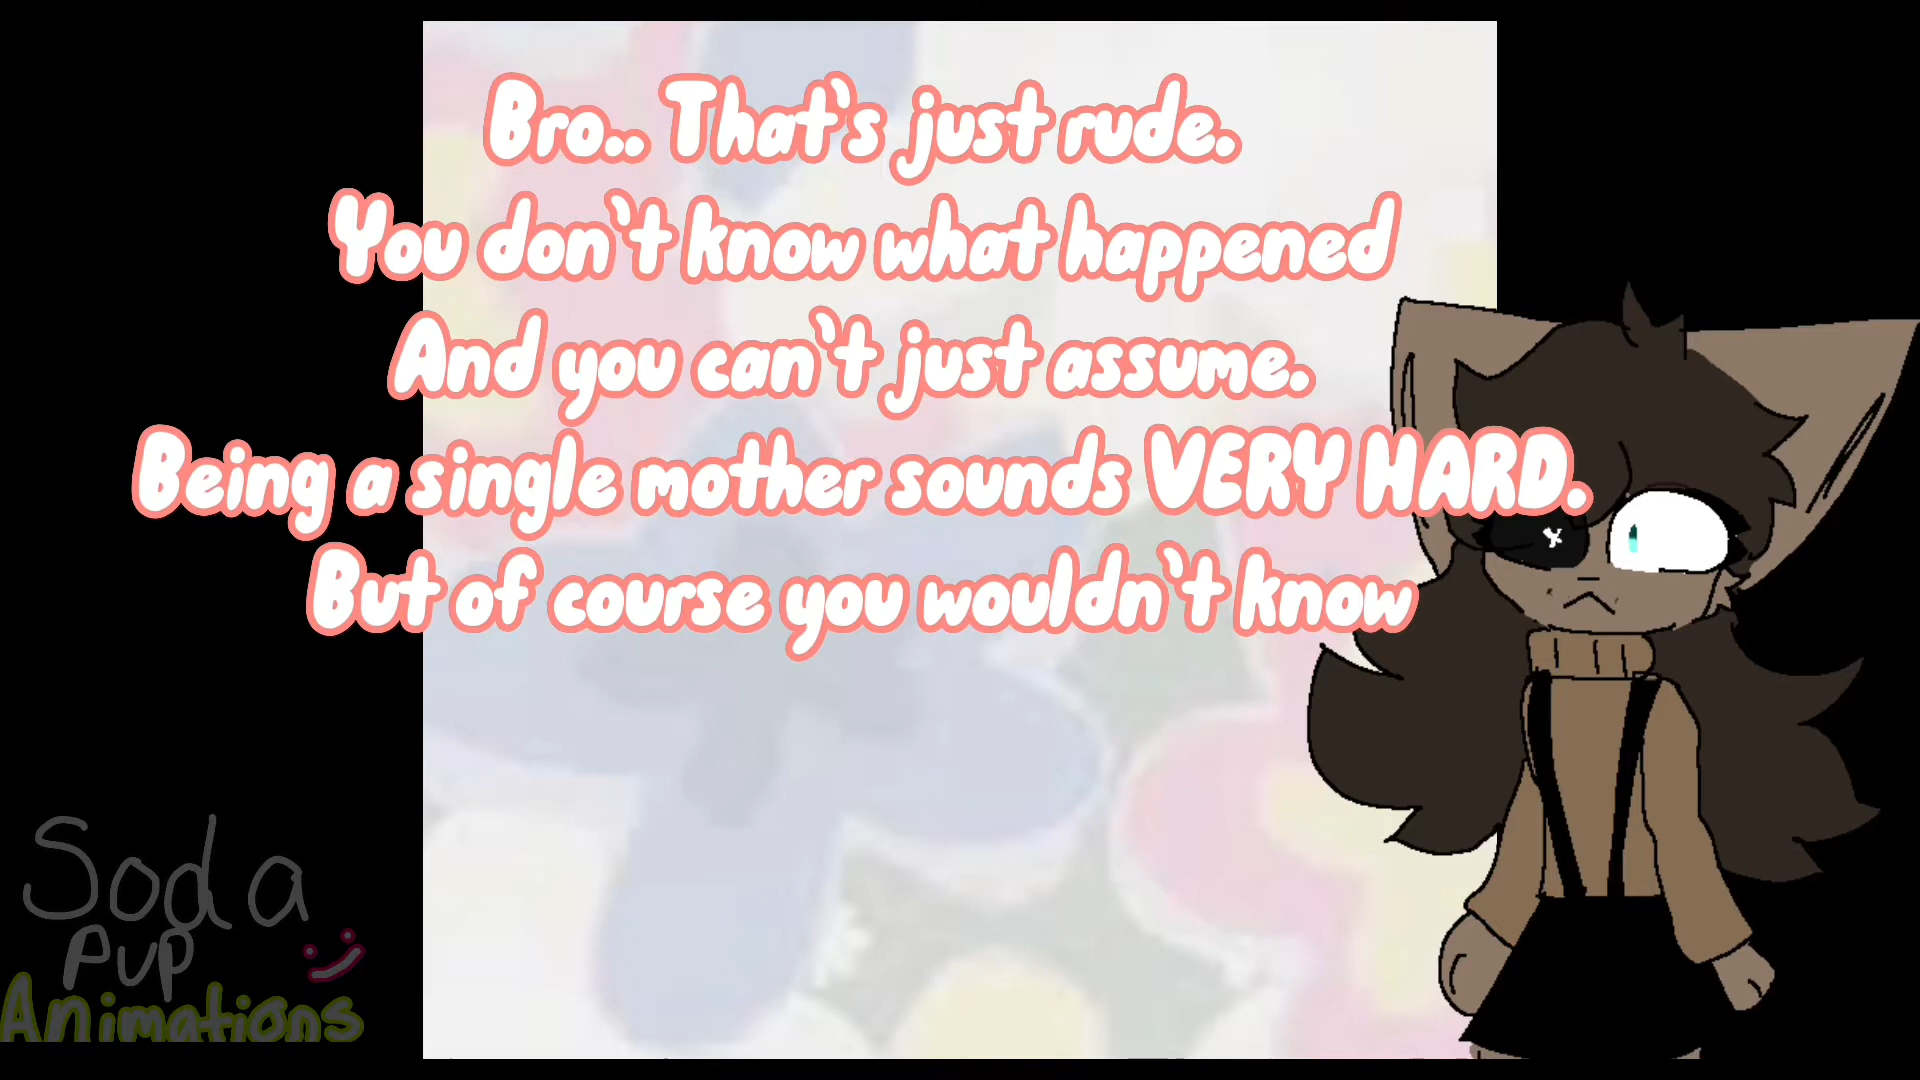 Bro.. That's just rude.
You don't know what happened
And you can't just assume.
Being a single mother sounds VERY HARD.
But of course you wouldn't know
Soda
Pup
Animations